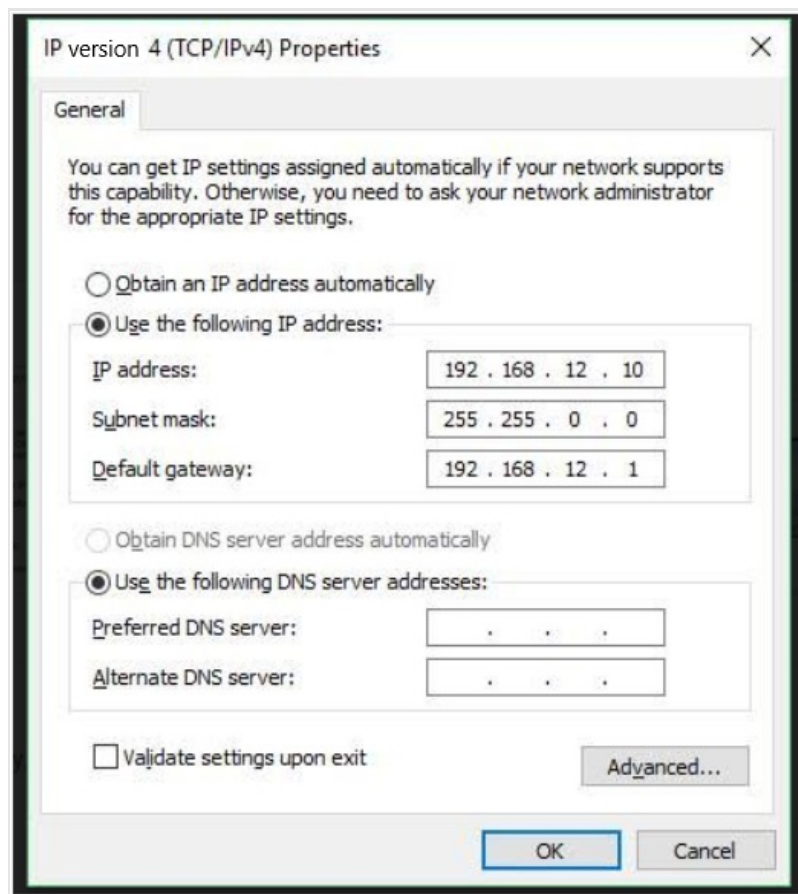 IP version 4 (TCP/IPv4) Properties
General
You can get IP settings assigned automatically if your network supports
this capability. Otherwise, you need to ask your network administrator
for the appropriate IP settings.
Obtain an IP address automatically
Use the following IP address:
IP address: 192 . 168 . 12 . 10
Subnet mask: 255 . 255 . 0 . 0
Default gateway: 192 . 168 . 12 . 1
Obtain DNS server address automatically
Use the following DNS server addresses:
Preferred DNS server: . . .
Alternate DNS server: . . .
Validate settings upon exit
Advanced...
OK Cancel